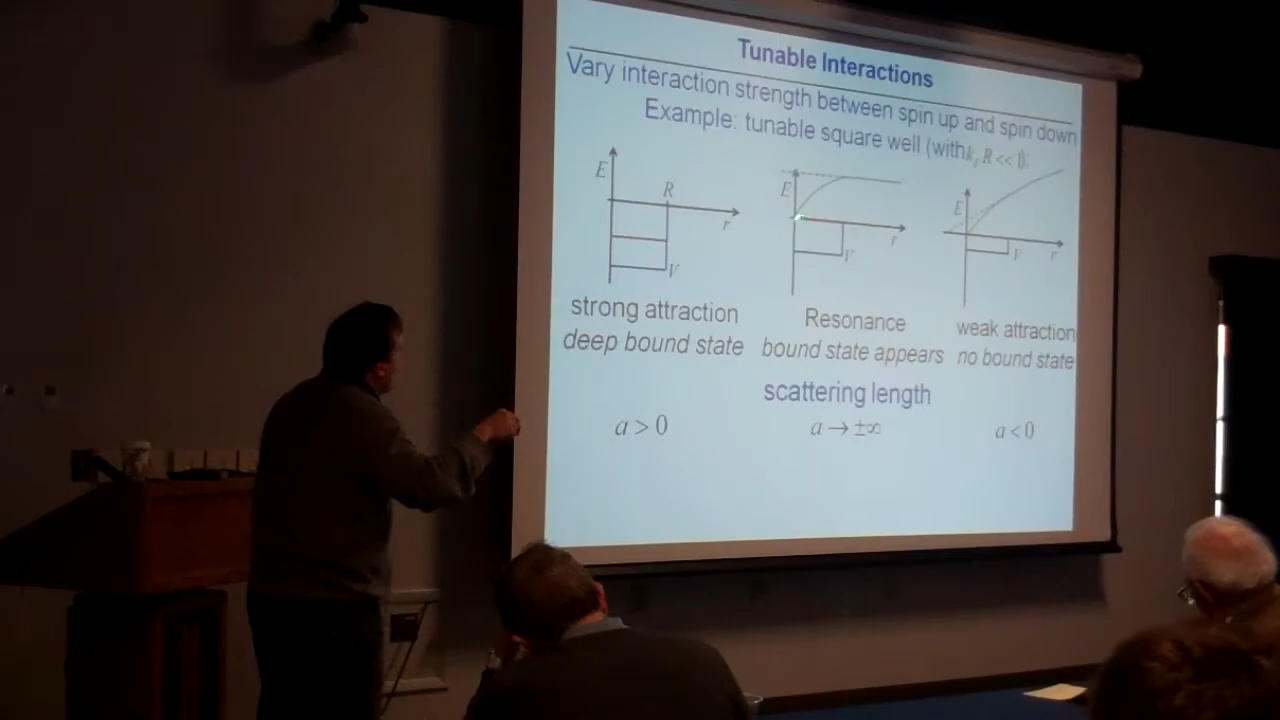 Tunable Interactions
Vary interaction strength between spin up and spin down
Example: tunable square well (with k_F R << 1):
E R r V
E r V
E r V
strong attraction
deep bound state
Resonance
bound state appears
weak attraction
no bound state
scattering length
a > 0
a → ±∞
a < 0